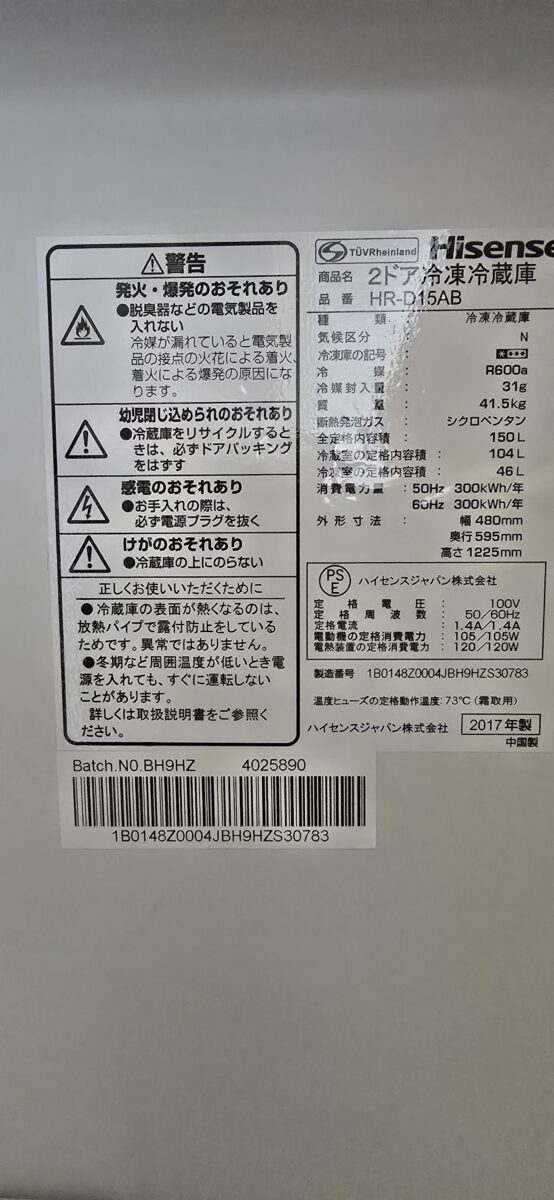 警告
発火・爆発のおそれあり
●脱臭器などの電気製品を
入れない
冷媒が漏れていると電気製
品の接点の火花による着火、
着火による爆発の原因にな
ります。
幼児閉じ込められのおそれあり
●冷蔵庫をリサイクルすると
きは、必ずドアパッキング
をはずす
感電のおそれあり
●お手入れの際は、
必ず電源プラグを抜く
けがのおそれあり
●冷蔵庫の上にのらない
正しくお使いいただくために
●冷蔵庫の表面が熱くなるのは、
放熱パイプで露付防止をしている
ためです。異常ではありません。
●冬期など周囲温度が低いとき電
源を入れても、すぐに運転しない
ことがあります。
詳しくは取扱説明書をご参照く
ださい。
TÜVRheinland Hisense
商品名 2ドア冷凍冷蔵庫
品番 HR-D15AB
種類： 冷凍冷蔵庫
気候区分： N
冷凍庫の記号： ****
冷媒： R600a
冷媒封入量： 31g
質量： 41.5kg
断熱発泡ガス： シクロペンタン
全定格内容積： 150L
冷蔵室の定格内容積： 104L
冷凍室の定格内容積： 46L
消費電力量： 50Hz 300kWh/年
60Hz 300kWh/年
外形寸法： 幅 480mm
奥行 595mm
高さ 1225mm
PS
E ハイセンスジャパン株式会社
定格電圧： 100V
定格周波数： 50/60Hz
定格電流： 1.4A/1.4A
電動機の定格消費電力： 105/105W
電熱装置の定格消費電力： 120/120W
製造番号 1B0148Z0004JBH9HZS30783
温度ヒューズの定格動作温度：73℃(霜取用)
ハイセンスジャパン株式会社 2017年製
中国製
Batch.NO.BH9HZ 4025890
1B0148Z0004JBH9HZS30783